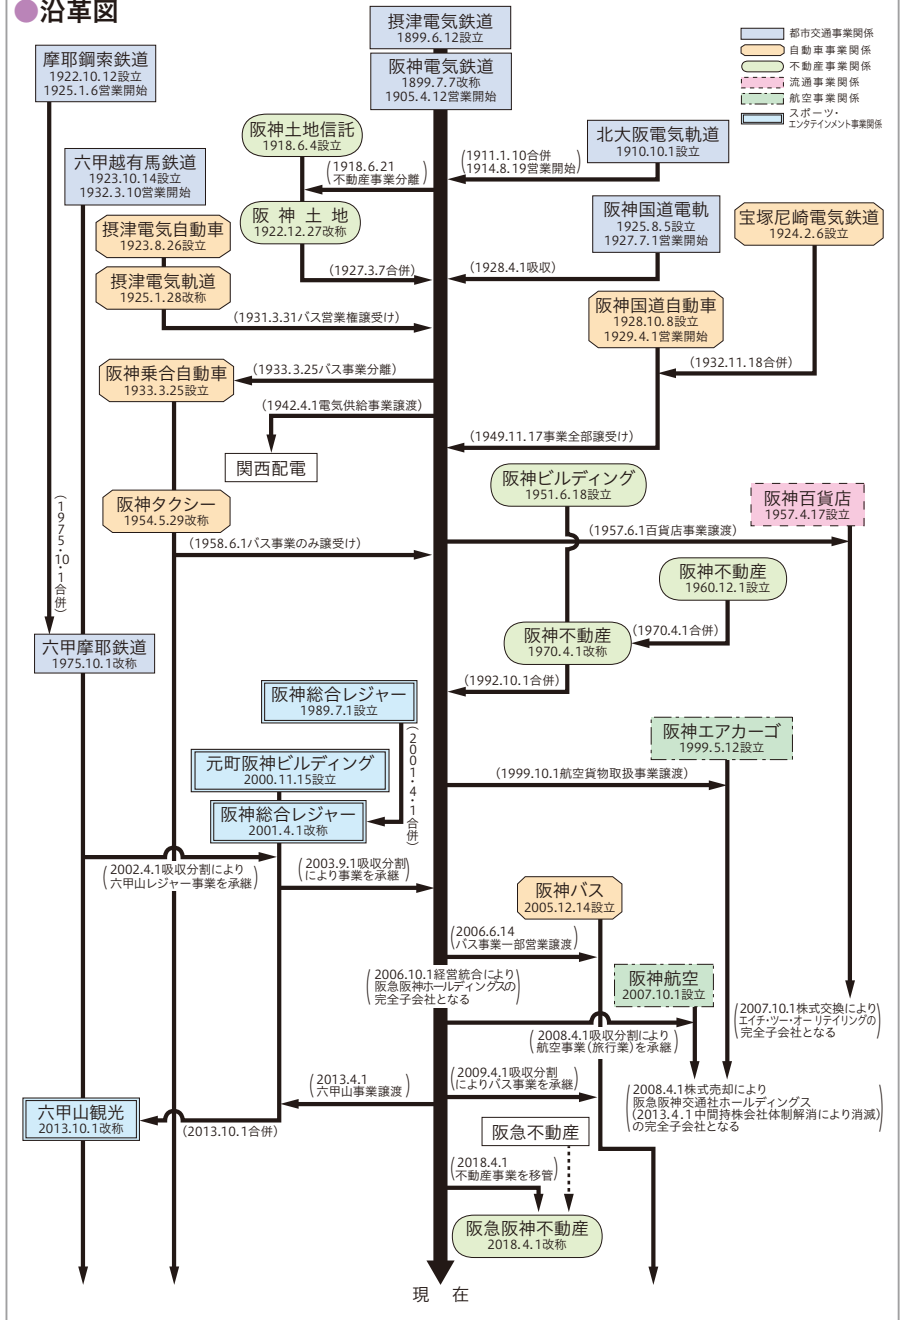 沿革図
摂津電気鉄道
1899.6.12設立
阪神電気鉄道
1899.7.7改称
1905.4.12営業開始
都市交通事業関係
自動車事業関係
不動産事業関係
流通事業関係
航空事業関係
スポーツ・
エンタテインメント事業関係
摩耶鋼索鉄道
1922.10.12設立
1925.1.6営業開始
阪神土地信託
1918.6.4設立
北大阪電気軌道
1910.10.1設立
六甲越有馬鉄道
1923.10.14設立
1932.3.10営業開始
(1918.6.21
不動産事業分離)
(1911.1.10合併
1914.8.19営業開始)
阪神土地
1922.12.27改称
阪神国道電軌
1925.8.5設立
1927.7.1営業開始
宝塚尼崎電気鉄道
1924.2.6設立
摂津電気自動車
1923.8.26設立
摂津電気軌道
1925.1.28改称
(1927.3.7合併)
(1928.4.1吸収)
阪神国道自動車
1928.10.8設立
1929.4.1営業開始
(1931.3.31バス営業権譲受け)
(1932.11.18合併)
阪神乗合自動車
1933.3.25設立
(1933.3.25バス事業分離)
(1942.4.1電気供給事業譲渡)
(1949.11.17事業全部譲受け)
関西配電
阪神ビルディング
1951.6.18設立
阪神百貨店
1957.4.17設立
阪神タクシー
1954.5.29改称
(1975・10・1合併)
(1957.6.1百貨店事業譲渡)
(1958.6.1バス事業のみ譲受け)
阪神不動産
1960.12.1設立
阪神不動産
1970.4.1改称
(1970.4.1合併)
六甲摩耶鉄道
1975.10.1改称
(1992.10.1合併)
阪神総合レジャー
1989.7.1設立
(2001・4・1合併)
阪神エアカーゴ
1999.5.12設立
元町阪神ビルディング
2000.11.15設立
(1999.10.1航空貨物取扱事業譲渡)
阪神総合レジャー
2001.4.1改称
(2002.4.1吸収分割により
六甲山レジャー事業を承継)
(2003.9.1吸収分割
により事業を承継)
阪神バス
2005.12.14設立
(2006.6.14
バス事業一部営業譲渡)
(2006.10.1経営統合により
阪急阪神ホールディングスの
完全子会社となる)
阪神航空
2007.10.1設立
(2007.10.1株式交換により
エイチ・ツー・オー リテイリングの
完全子会社となる)
(2008.4.1吸収分割により
航空事業(旅行業)を承継)
(2009.4.1吸収分割
によりバス事業を承継)
(2013.4.1
六甲山事業譲渡)
(2008.4.1株式売却により
阪急阪神交通社ホールディングス
(2013.4.1中間持株会社体制解消により消滅)
の完全子会社となる)
六甲山観光
2013.10.1改称
(2013.10.1合併)
阪急不動産
(2018.4.1
不動産事業を移管)
阪急阪神不動産
2018.4.1改称
現在